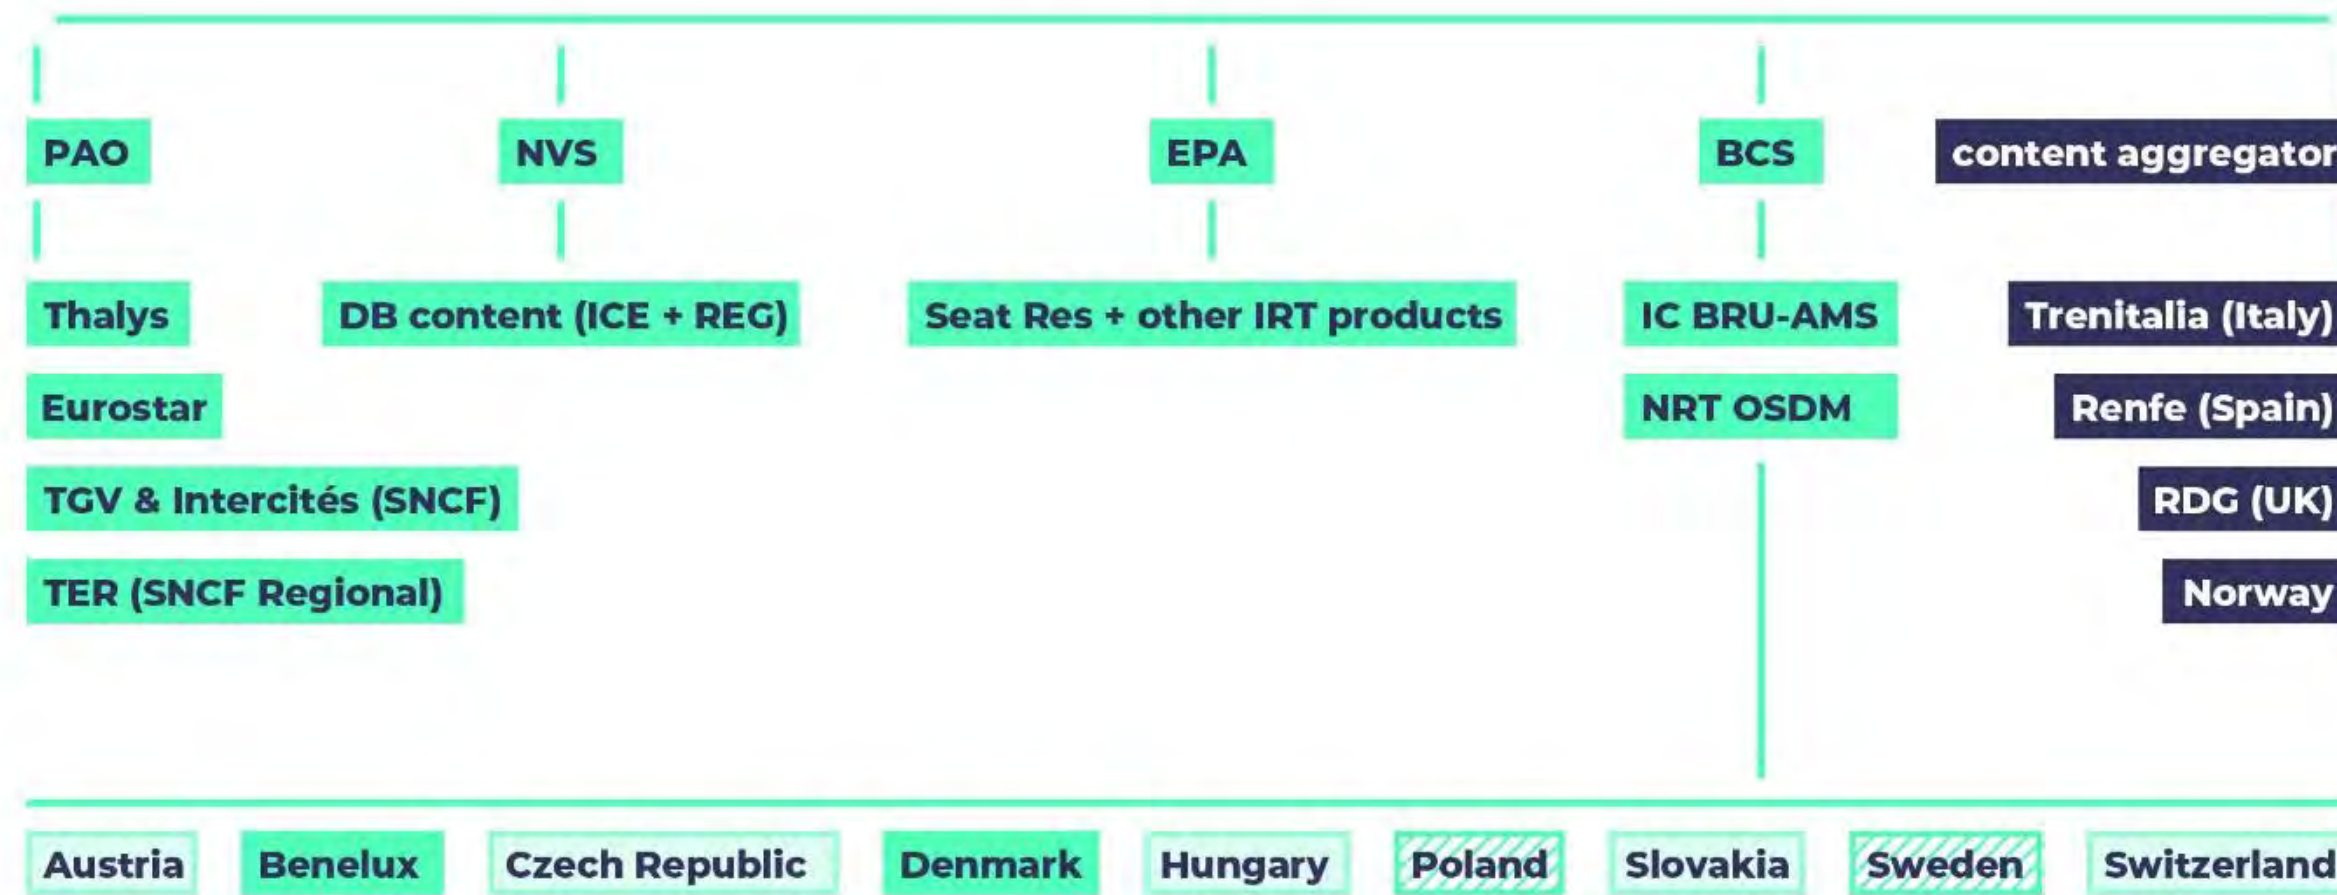 PAO
NVS
EPA
BCS
content aggregator
Thalys
DB content (ICE + REG)
Seat Res + other IRT products
IC BRU-AMS
Trenitalia (Italy)
Eurostar
NRT OSDM
Renfe (Spain)
TGV & Intercités (SNCF)
RDG (UK)
TER (SNCF Regional)
Norway
Austria
Benelux
Czech Republic
Denmark
Hungary
Poland
Slovakia
Sweden
Switzerland